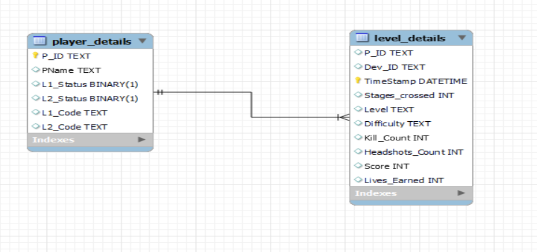 player_details
P_ID TEXT
PName TEXT
L1_Status BINARY(1)
L2_Status BINARY(1)
L1_Code TEXT
L2_Code TEXT
Indexes
level_details
P_ID TEXT
Dev_ID TEXT
TimeStamp DATETIME
Stages_crossed INT
Level TEXT
Difficulty TEXT
Kill_Count INT
Headshots_Count INT
Score INT
Lives_Earned INT
Indexes